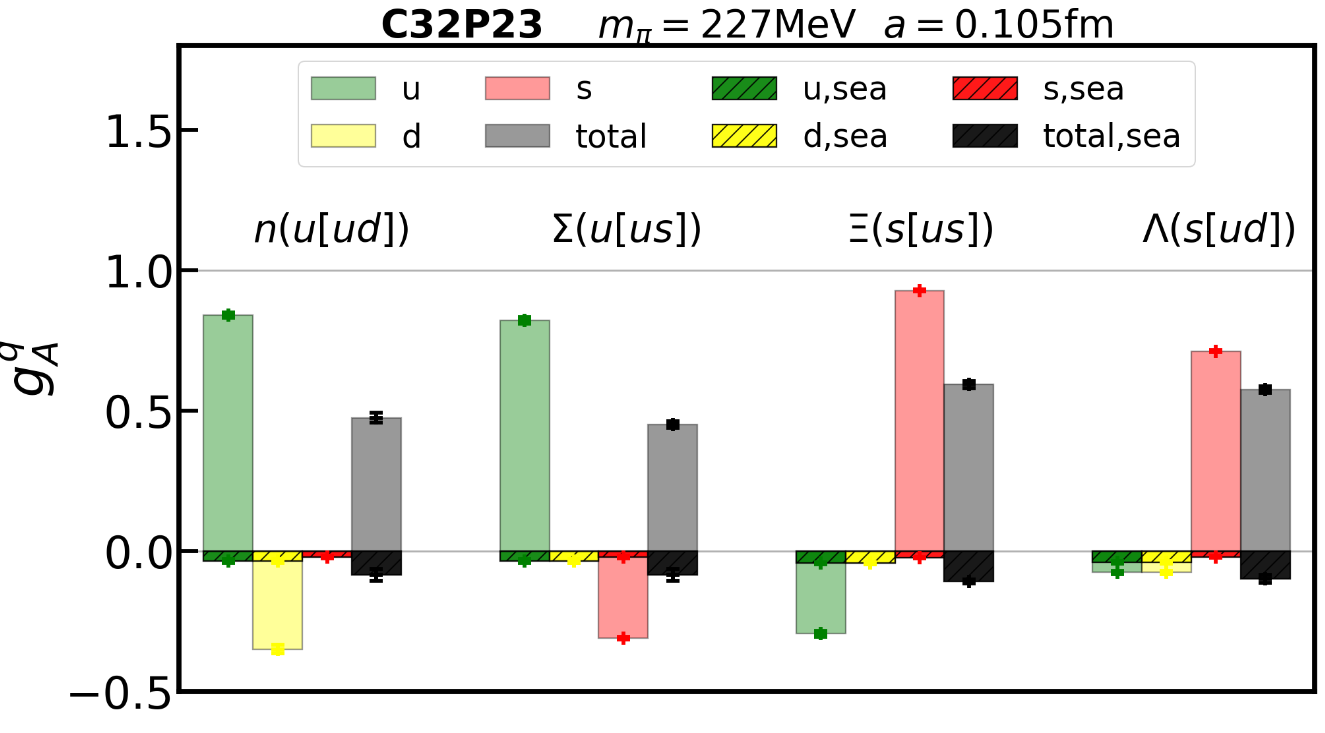 C32P23 mπ = 227MeV a = 0.105fm
u s u,sea s,sea
d total d,sea total,sea
n(u[ud]) Σ(u[us]) Ξ(s[us]) Λ(s[ud])
1.5
1.0
0.5
0.0
−0.5
g_A^q